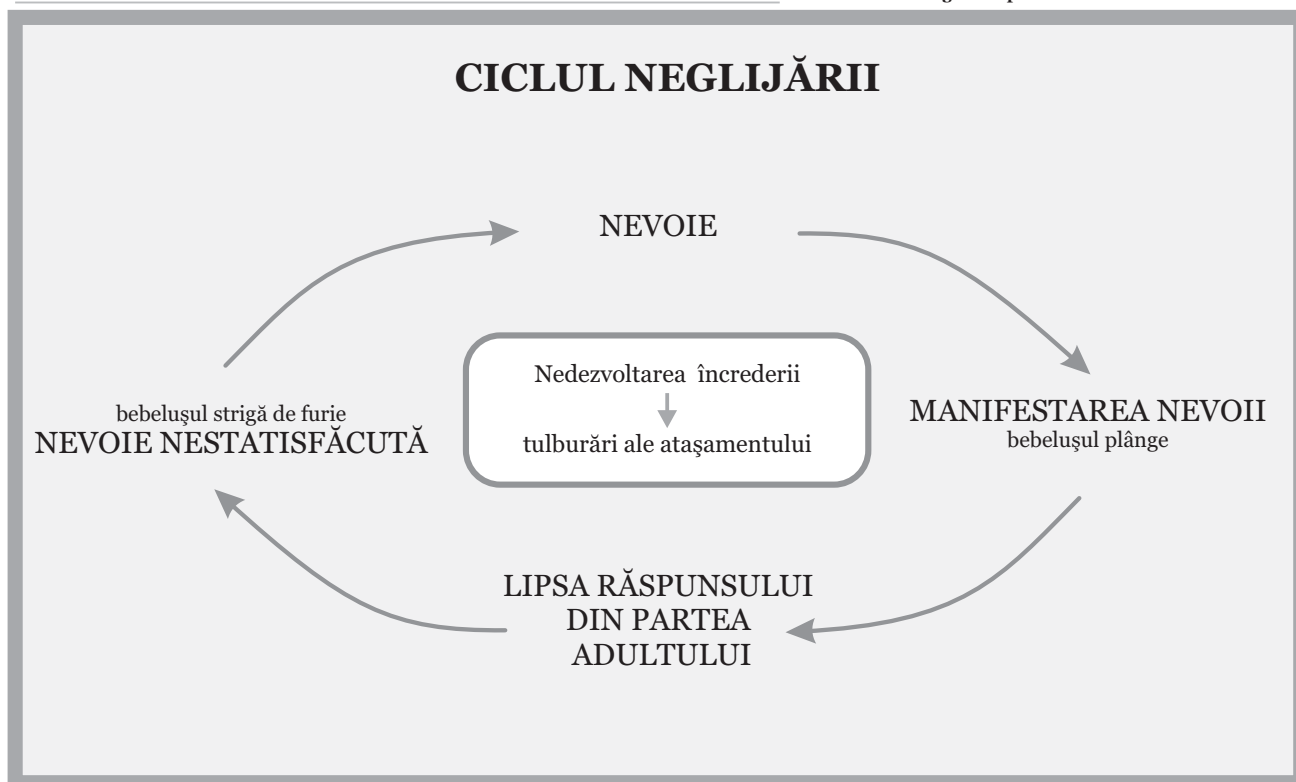 CICLUL NEGLIJĂRII
NEVOIE
MANIFESTAREA NEVOII
bebeluşul plânge
LIPSA RĂSPUNSULUI
DIN PARTEA
ADULTULUI
bebeluşul strigă de furie
NEVOIE NESTATISFĂCUTĂ
Nedezvoltarea încrederii
tulburări ale ataşamentului